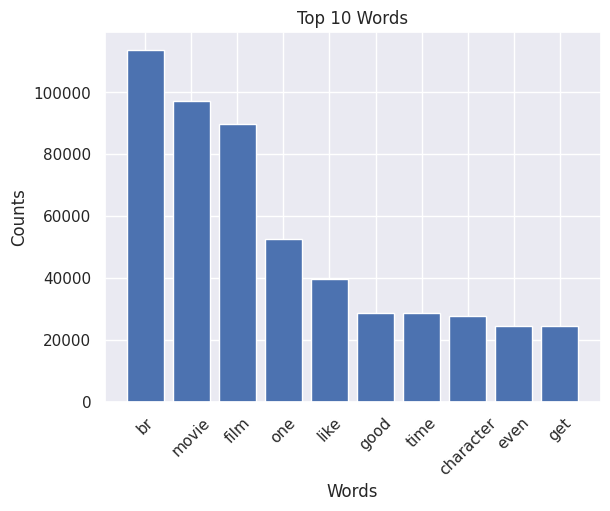 Top 10 Words
Counts
100000
80000
60000
40000
20000
0
br
movie
film
one
like
good
time
character
even
get
Words